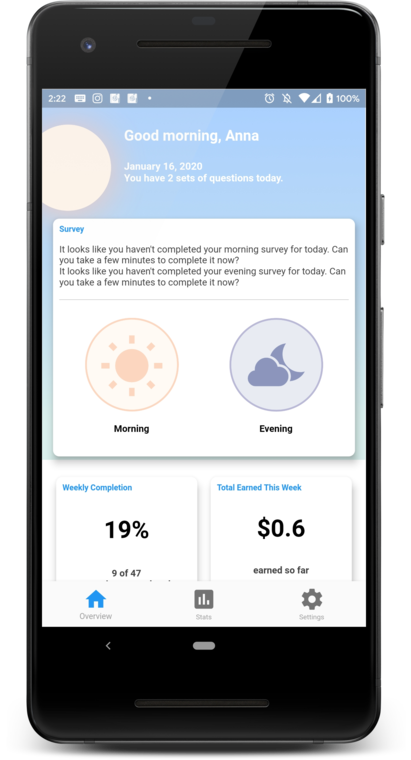 2:22
100%
Good morning, Anna
January 16, 2020
You have 2 sets of questions today.
Survey
It looks like you haven't completed your morning survey for today. Can
you take a few minutes to complete it now?
It looks like you haven't completed your evening survey for today. Can
you take a few minutes to complete it now?
Morning
Evening
Weekly Completion
Total Earned This Week
19%
$0.6
9 of 47
earned so far
Overview
Stats
Settings